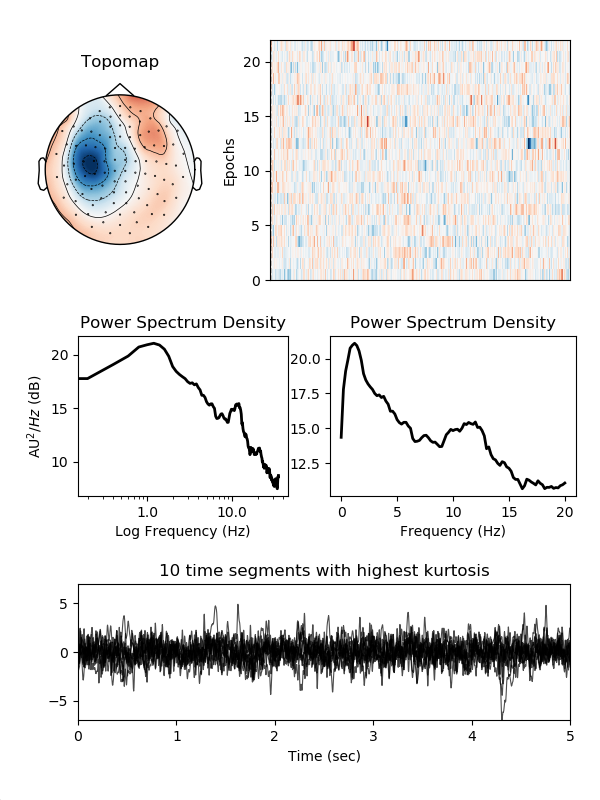 Topomap
Epochs
20
15
10
5
0
Power Spectrum Density
AU²/Hz (dB)
20
15
10
1.0 10.0
Log Frequency (Hz)
Power Spectrum Density
20.0
17.5
15.0
12.5
0 5 10 15 20
Frequency (Hz)
10 time segments with highest kurtosis
5
0
−5
0 1 2 3 4 5
Time (sec)